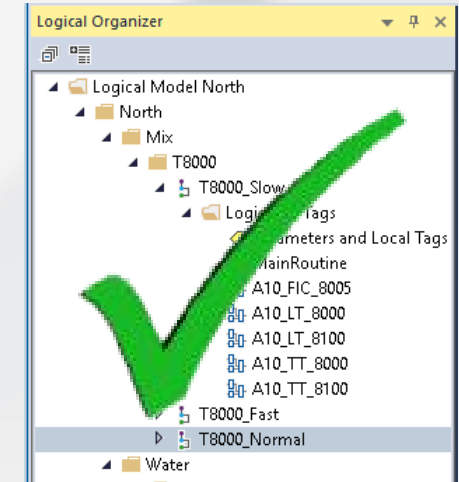 Logical Organizer
Logical Model North
North
Mix
T8000
T8000_Slow
Tags
Parameters and Local Tags
MainRoutine
A10_FIC_8005
A10_LT_8000
A10_LT_8100
A10_TT_8000
A10_TT_8100
T8000_Fast
T8000_Normal
Water